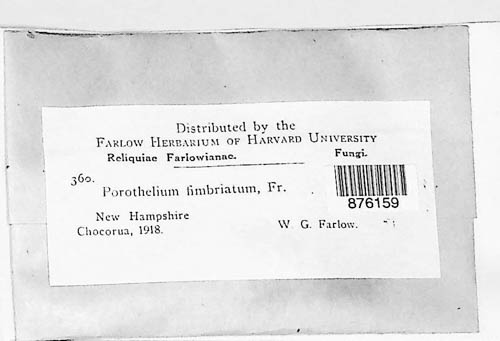 Distributed by the
FARLOW HERBARIUM OF HARVARD UNIVERSITY
Reliquiae Farlowianae. Fungi.
360.
Porothelium fimbriatum, Fr.
876159
New Hampshire
Chocorua, 1918. W. G. Farlow.